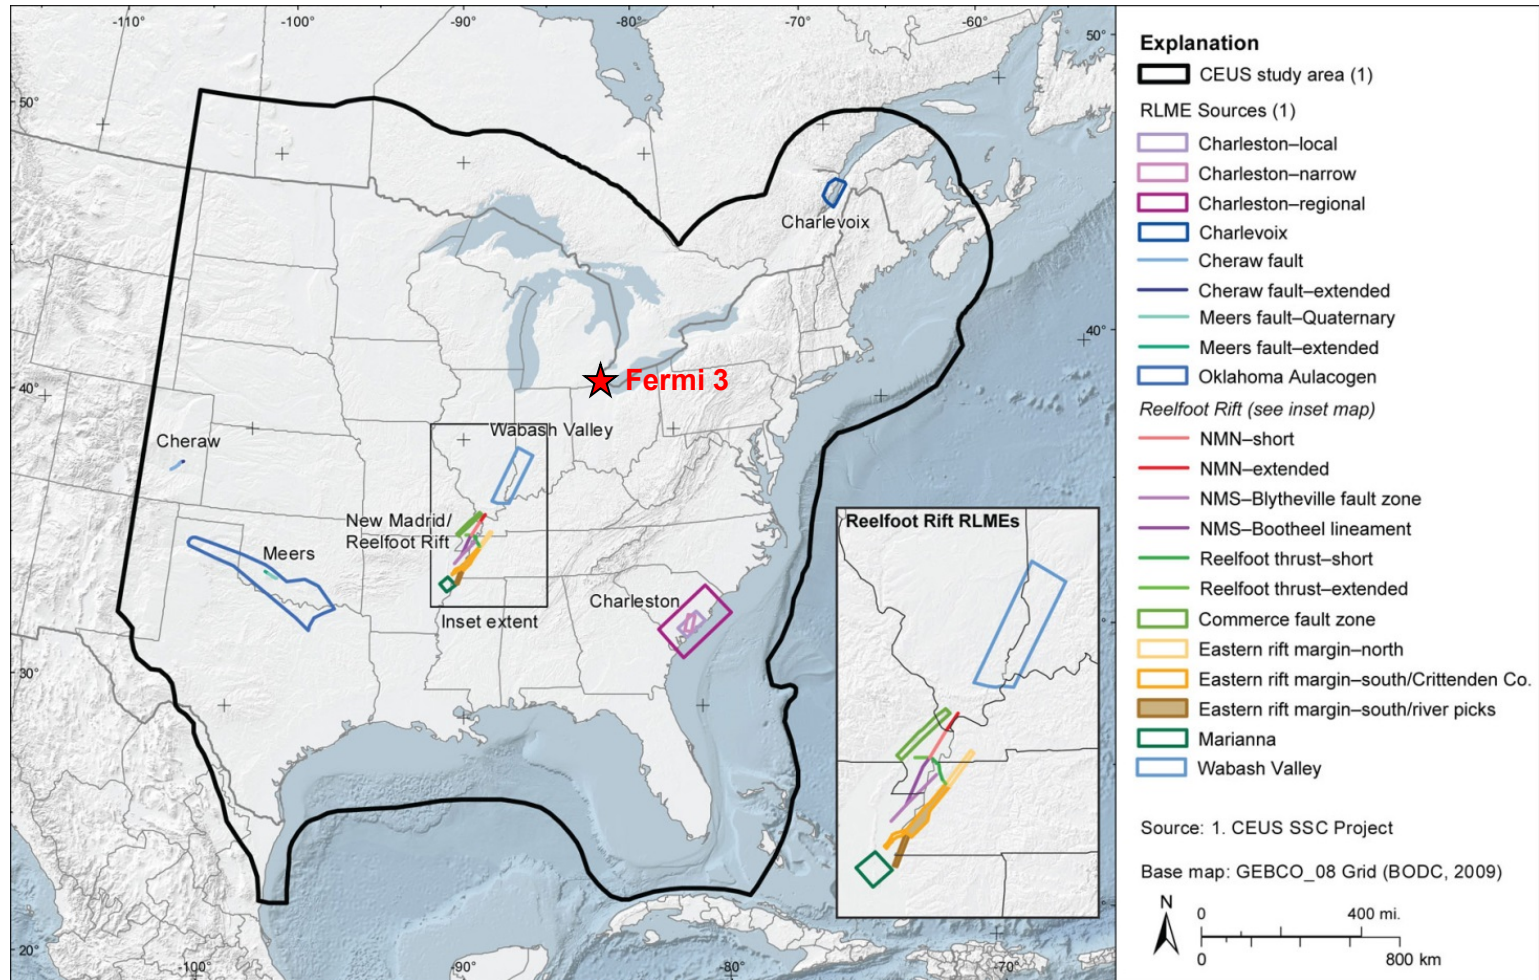 -110°
-100°
-90°
-80°
-70°
-60°
50°
50°
40°
40°
30°
30°
20°
-100°
-90°
-80°
-70°
Charlevoix
Fermi 3
Wabash Valley
Cheraw
New Madrid/
Reelfoot Rift
Meers
Charleston
Inset extent
Reelfoot Rift RLMEs
Explanation
CEUS study area (1)
RLME Sources (1)
Charleston–local
Charleston–narrow
Charleston–regional
Charlevoix
Cheraw fault
Cheraw fault–extended
Meers fault–Quaternary
Meers fault–extended
Oklahoma Aulacogen
Reelfoot Rift (see inset map)
NMN–short
NMN–extended
NMS–Blytheville fault zone
NMS–Bootheel lineament
Reelfoot thrust–short
Reelfoot thrust–extended
Commerce fault zone
Eastern rift margin–north
Eastern rift margin–south/Crittenden Co.
Eastern rift margin–south/river picks
Marianna
Wabash Valley
Source: 1. CEUS SSC Project
Base map: GEBCO_08 Grid (BODC, 2009)
N
0 400 mi.
0 800 km